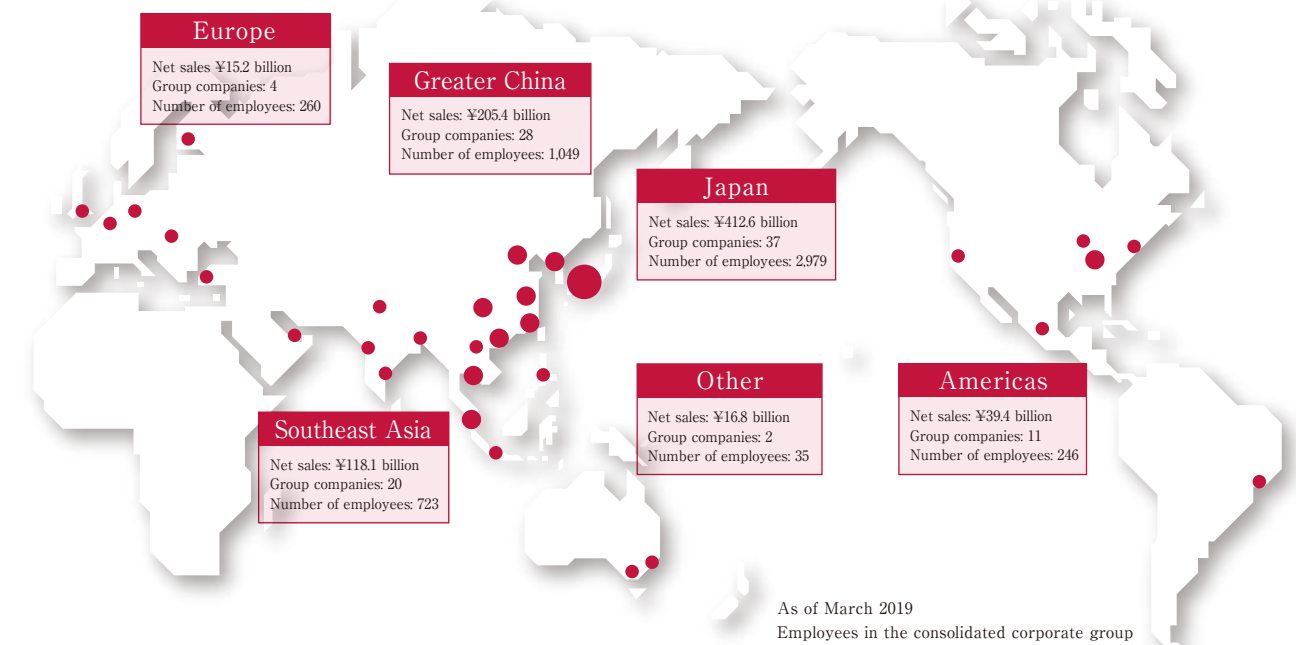 Europe
Net sales ¥15.2 billion
Group companies: 4
Number of employees: 260
Greater China
Net sales: ¥205.4 billion
Group companies: 28
Number of employees: 1,049
Japan
Net sales: ¥412.6 billion
Group companies: 37
Number of employees: 2,979
Southeast Asia
Net sales: ¥118.1 billion
Group companies: 20
Number of employees: 723
Other
Net sales: ¥16.8 billion
Group companies: 2
Number of employees: 35
Americas
Net sales: ¥39.4 billion
Group companies: 11
Number of employees: 246
As of March 2019
Employees in the consolidated corporate group